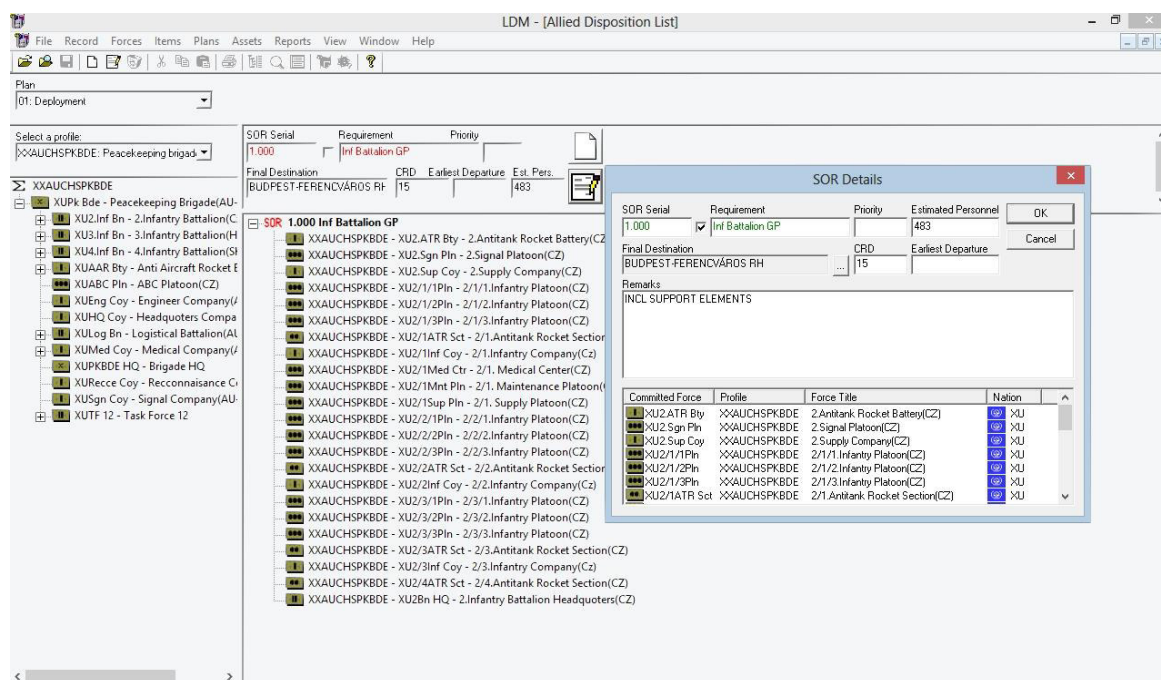 LDM - [Allied Disposition List]
File Record Forces Items Plans Assets Reports View Window Help
Plan
01: Deployment
Select a profile:
XXAUCHSPKBDE: Peacekeeping brigad
SOR Serial Requirement Priority
1.000 Inf Battalion GP
Final Destination CRD Earliest Departure Est. Pers.
BUDPEST-FERENCVÁROS RH 15 483
Σ XXAUCHSPKBDE
XUPk Bde - Peacekeeping Brigade(AU-
XU2.Inf Bn - 2.Infantry Battalion(C
XU3.Inf Bn - 3.Infantry Battalion(H
XU4.Inf Bn - 4.Infantry Battalion(Sl
XUAAR Bty - Anti Aircraft Rocket E
XUABC Pln - ABC Platoon(CZ)
XUEng Coy - Engineer Company(A
XUHQ Coy - Headquoters Compa
XULog Bn - Logistical Battalion(AU
XUMed Coy - Medical Company(A
XUPKBDE HQ - Brigade HQ
XURecce Coy - Recconnaisance C
XUSgn Coy - Signal Company(AU-
XUTF 12 - Task Force 12
SOR 1.000 Inf Battalion GP
XXAUCHSPKBDE - XU2.ATR Bty - 2.Antitank Rocket Battery(CZ
XXAUCHSPKBDE - XU2.Sgn Pln - 2.Signal Platoon(CZ)
XXAUCHSPKBDE - XU2.Sup Coy - 2.Supply Company(CZ)
XXAUCHSPKBDE - XU2/1/1Pln - 2/1/1.Infantry Platoon(CZ)
XXAUCHSPKBDE - XU2/1/2Pln - 2/1/2.Infantry Platoon(CZ)
XXAUCHSPKBDE - XU2/1/3Pln - 2/1/3.Infantry Platoon(CZ)
XXAUCHSPKBDE - XU2/1ATR Sct - 2/1.Antitank Rocket Section
XXAUCHSPKBDE - XU2/1Inf Coy - 2/1.Infantry Company(Cz)
XXAUCHSPKBDE - XU2/1Med Ctr - 2/1. Medical Center(CZ)
XXAUCHSPKBDE - XU2/1Mnt Pln - 2/1. Maintenance Platoon(
XXAUCHSPKBDE - XU2/1Sup Pln - 2/1. Supply Platoon(CZ)
XXAUCHSPKBDE - XU2/2/1Pln - 2/2/1.Infantry Platoon(CZ)
XXAUCHSPKBDE - XU2/2/2Pln - 2/2/2.Infantry Platoon(CZ)
XXAUCHSPKBDE - XU2/2/3Pln - 2/2/3.Infantry Platoon(CZ)
XXAUCHSPKBDE - XU2/2ATR Sct - 2/2.Antitank Rocket Section
XXAUCHSPKBDE - XU2/2Inf Coy - 2/2.Infantry Company(Cz)
XXAUCHSPKBDE - XU2/3/1Pln - 2/3/1.Infantry Platoon(CZ)
XXAUCHSPKBDE - XU2/3/2Pln - 2/3/2.Infantry Platoon(CZ)
XXAUCHSPKBDE - XU2/3/3Pln - 2/3/3.Infantry Platoon(CZ)
XXAUCHSPKBDE - XU2/3ATR Sct - 2/3.Antitank Rocket Section(CZ)
XXAUCHSPKBDE - XU2/3Inf Coy - 2/3.Infantry Company(Cz)
XXAUCHSPKBDE - XU2/4ATR Sct - 2/4.Antitank Rocket Section(CZ)
XXAUCHSPKBDE - XU2Bn HQ - 2.Infantry Battalion Headquoters(CZ)
SOR Details
SOR Serial Requirement Priority Estimated Personnel OK
1.000 Inf Battalion GP 483
Cancel
Final Destination CRD Earliest Departure
BUDPEST-FERENCVÁROS RH ... 15
Remarks
INCL SUPPORT ELEMENTS
Committed Force Profile Force Title Nation
XU2.ATR Bty XXAUCHSPKBDE 2.Antitank Rocket Battery(CZ) XU
XU2.Sgn Pln XXAUCHSPKBDE 2.Signal Platoon(CZ) XU
XU2.Sup Coy XXAUCHSPKBDE 2.Supply Company(CZ) XU
XU2/1/1Pln XXAUCHSPKBDE 2/1/1.Infantry Platoon(CZ) XU
XU2/1/2Pln XXAUCHSPKBDE 2/1/2.Infantry Platoon(CZ) XU
XU2/1/3Pln XXAUCHSPKBDE 2/1/3.Infantry Platoon(CZ) XU
XU2/1ATR Sct XXAUCHSPKBDE 2/1.Antitank Rocket Section(CZ) XU